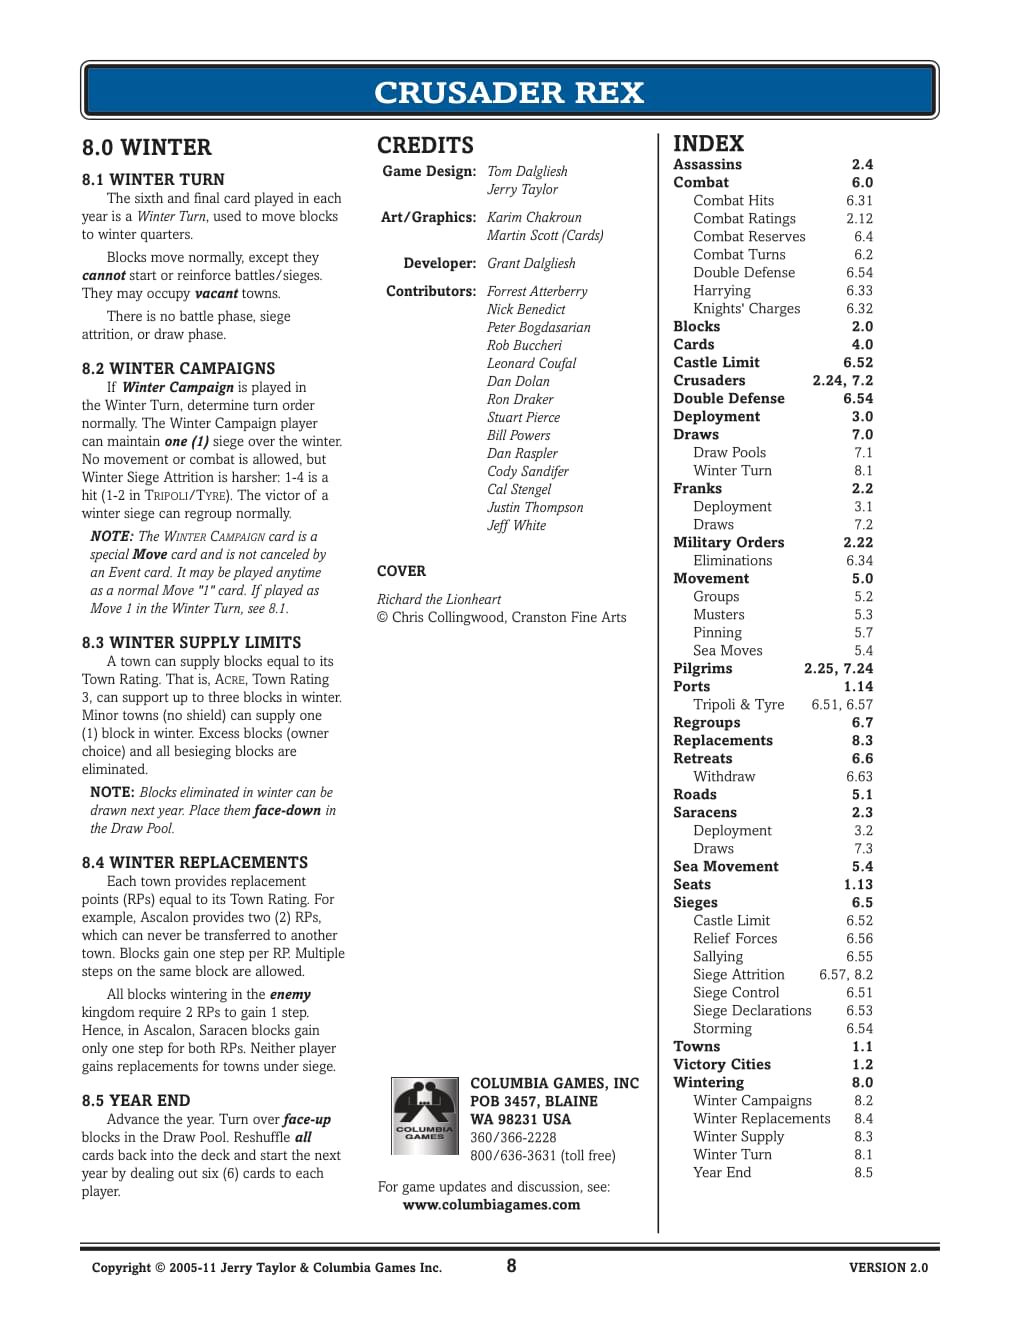 CRUSADER REX
8.0 WINTER
8.1 WINTER TURN
The sixth and final card played in each
year is a Winter Turn, used to move blocks
to winter quarters.
Blocks move normally, except they
cannot start or reinforce battles/sieges.
They may occupy vacant towns.
There is no battle phase, siege
attrition, or draw phase.
8.2 WINTER CAMPAIGNS
If Winter Campaign is played in
the Winter Turn, determine turn order
normally. The Winter Campaign player
can maintain one (1) siege over the winter.
No movement or combat is allowed, but
Winter Siege Attrition is harsher: 1-4 is a
hit (1-2 in TRIPOLI/TYRE). The victor of a
winter siege can regroup normally.
NOTE: The WINTER CAMPAIGN card is a
special Move card and is not canceled by
an Event card. It may be played anytime
as a normal Move "1" card. If played as
Move 1 in the Winter Turn, see 8.1.
8.3 WINTER SUPPLY LIMITS
A town can supply blocks equal to its
Town Rating. That is, ACRE, Town Rating
3, can support up to three blocks in winter.
Minor towns (no shield) can supply one
(1) block in winter. Excess blocks (owner
choice) and all besieging blocks are
eliminated.
NOTE: Blocks eliminated in winter can be
drawn next year. Place them face-down in
the Draw Pool.
8.4 WINTER REPLACEMENTS
Each town provides replacement
points (RPs) equal to its Town Rating. For
example, Ascalon provides two (2) RPs,
which can never be transferred to another
town. Blocks gain one step per RP. Multiple
steps on the same block are allowed.
All blocks wintering in the enemy
kingdom require 2 RPs to gain 1 step.
Hence, in Ascalon, Saracen blocks gain
only one step for both RPs. Neither player
gains replacements for towns under siege.
8.5 YEAR END
Advance the year. Turn over face-up
blocks in the Draw Pool. Reshuffle all
cards back into the deck and start the next
year by dealing out six (6) cards to each
player.
CREDITS
Game Design: Tom Dalgliesh
Jerry Taylor
Art/Graphics: Karim Chakroun
Martin Scott (Cards)
Developer: Grant Dalgliesh
Contributors: Forrest Atterberry
Nick Benedict
Peter Bogdasarian
Rob Buccheri
Leonard Coufal
Dan Dolan
Ron Draker
Stuart Pierce
Bill Powers
Dan Raspler
Cody Sandifer
Cal Stengel
Justin Thompson
Jeff White
COVER
Richard the Lionheart
© Chris Collingwood, Cranston Fine Arts
COLUMBIA
GAMES
COLUMBIA GAMES, INC
POB 3457, BLAINE
WA 98231 USA
360/366-2228
800/636-3631 (toll free)
For game updates and discussion, see:
www.columbiagames.com
INDEX
Assassins 2.4
Combat 6.0
Combat Hits 6.31
Combat Ratings 2.12
Combat Reserves 6.4
Combat Turns 6.2
Double Defense 6.54
Harrying 6.33
Knights' Charges 6.32
Blocks 2.0
Cards 4.0
Castle Limit 6.52
Crusaders 2.24, 7.2
Double Defense 6.54
Deployment 3.0
Draws 7.0
Draw Pools 7.1
Winter Turn 8.1
Franks 2.2
Deployment 3.1
Draws 7.2
Military Orders 2.22
Eliminations 6.34
Movement 5.0
Groups 5.2
Musters 5.3
Pinning 5.7
Sea Moves 5.4
Pilgrims 2.25, 7.24
Ports 1.14
Tripoli & Tyre 6.51, 6.57
Regroups 6.7
Replacements 8.3
Retreats 6.6
Withdraw 6.63
Roads 5.1
Saracens 2.3
Deployment 3.2
Draws 7.3
Sea Movement 5.4
Seats 1.13
Sieges 6.5
Castle Limit 6.52
Relief Forces 6.56
Sallying 6.55
Siege Attrition 6.57, 8.2
Siege Control 6.51
Siege Declarations 6.53
Storming 6.54
Towns 1.1
Victory Cities 1.2
Wintering 8.0
Winter Campaigns 8.2
Winter Replacements 8.4
Winter Supply 8.3
Winter Turn 8.1
Year End 8.5
Copyright © 2005-11 Jerry Taylor & Columbia Games Inc.
8
VERSION 2.0